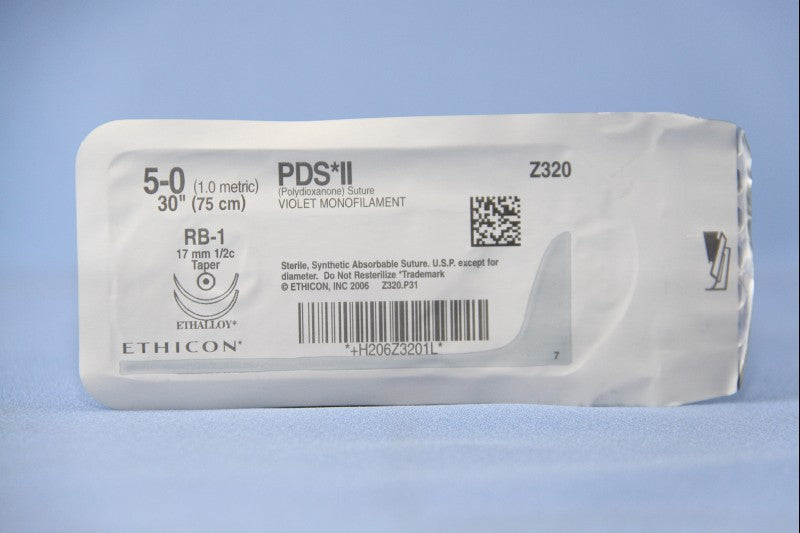 5-0 (1.0 metric)
30" (75 cm)
RB-1
17 mm 1/2c
Taper
ETHALLOY*
ETHICON*
PDS*II
(Polydioxanone) Suture
VIOLET MONOFILAMENT
Z320
Sterile, Synthetic Absorbable Suture. U.S.P. except for
diameter. Do Not Resterilize *Trademark
© ETHICON, INC 2006 Z320.P31
*+H206Z3201L*
7